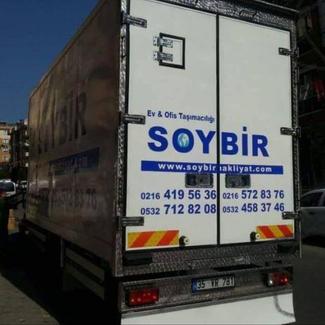 Ev & Ofis Taşımacılığı
SOYBİR
www.soybirnakliyat.com
0216 419 56 36 0216 572 83 76
0532 712 82 08 0532 458 37 46